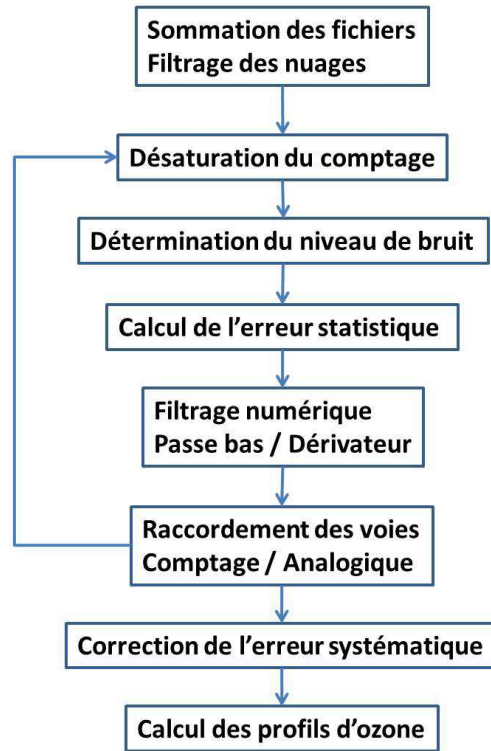 Sommation des fichiers
Filtrage des nuages
Désaturation du comptage
Détermination du niveau de bruit
Calcul de l’erreur statistique
Filtrage numérique
Passe bas / Dérivateur
Raccordement des voies
Comptage / Analogique
Correction de l’erreur systématique
Calcul des profils d’ozone